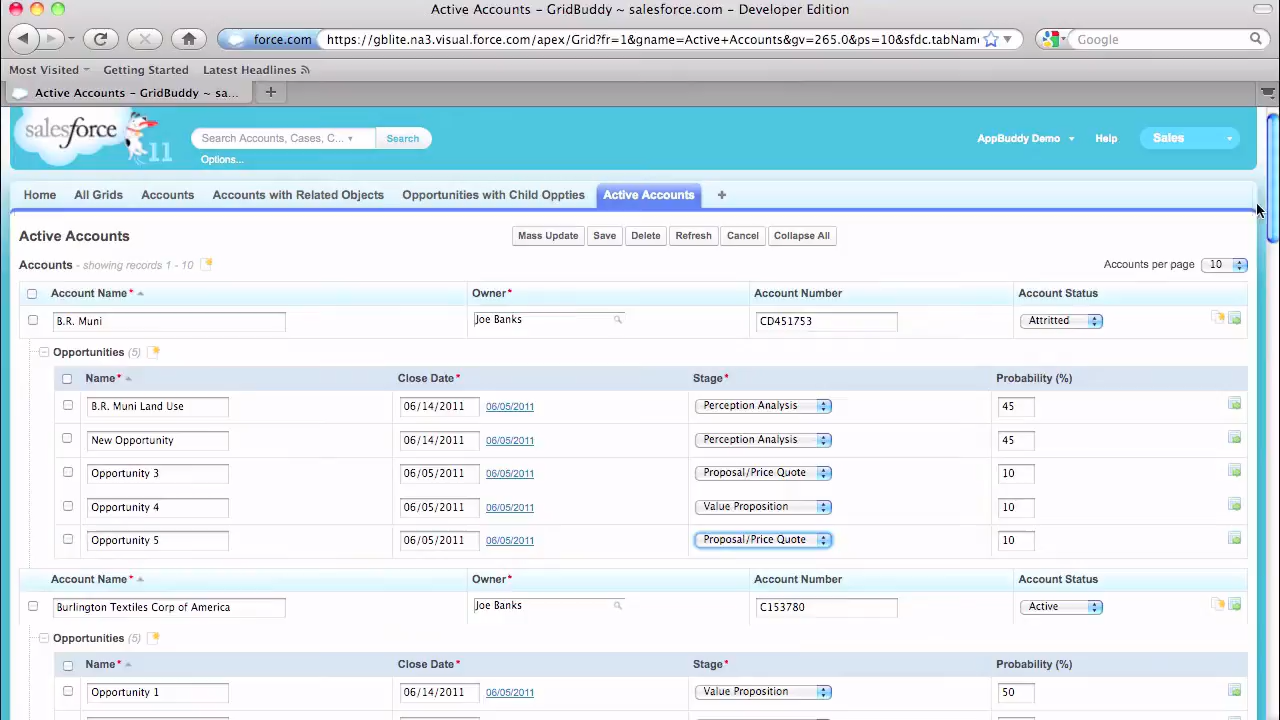 Active Accounts - GridBuddy ~ salesforce.com - Developer Edition
force.com https://gblite.na3.visual.force.com/apex/Grid?fr=1&gname=Active+Accounts&gv=265.0&ps=10&sfdc.tabName Google
Most Visited Getting Started Latest Headlines
Active Accounts - GridBuddy ~ sa... +
salesforce 11 Search Accounts, Cases, C... Search AppBuddy Demo Help Sales
Options...
Home All Grids Accounts Accounts with Related Objects Opportunities with Child Oppties Active Accounts +
Active Accounts Mass Update Save Delete Refresh Cancel Collapse All
Accounts - showing records 1 - 10 Accounts per page 10
Account Name* Owner* Account Number Account Status
B.R. Muni Joe Banks CD451753 Attritted
Opportunities (5)
Name* Close Date* Stage* Probability (%)
B.R. Muni Land Use 06/14/2011 06/05/2011 Perception Analysis 45
New Opportunity 06/14/2011 06/05/2011 Perception Analysis 45
Opportunity 3 06/05/2011 06/05/2011 Proposal/Price Quote 10
Opportunity 4 06/05/2011 06/05/2011 Value Proposition 10
Opportunity 5 06/05/2011 06/05/2011 Proposal/Price Quote 10
Account Name* Owner* Account Number Account Status
Burlington Textiles Corp of America Joe Banks C153780 Active
Opportunities (5)
Name* Close Date* Stage* Probability (%)
Opportunity 1 06/14/2011 06/05/2011 Value Proposition 50